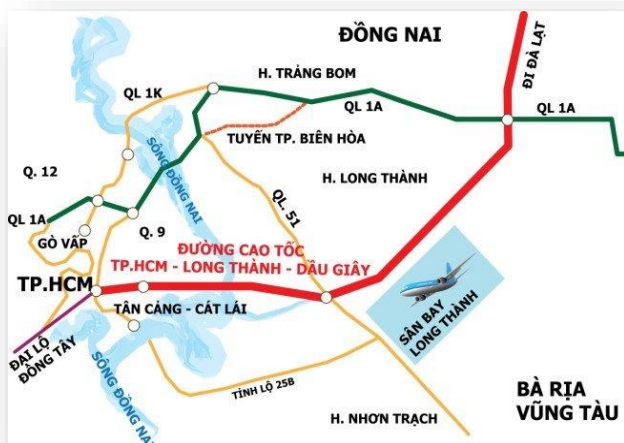 ĐỒNG NAI
ĐI ĐÀ LẠT
H. TRẢNG BOM
QL 1K
QL 1A
QL 1A
TUYẾN TP. BIÊN HÒA
SÔNG ĐỒNG NAI
Q. 12
H. LONG THÀNH
QL. 51
QL 1A
Q. 9
GÒ VẤP
ĐƯỜNG CAO TỐC
TP.HCM - LONG THÀNH - DẦU GIÂY
TP.HCM
TÂN CẢNG - CÁT LÁI
SÂN BAY
LONG THÀNH
ĐẠI LỘ
ĐÔNG TÂY
SÔNG ĐỒNG NAI
TỈNH LỘ 25B
H. NHƠN TRẠCH
BÀ RỊA
VŨNG TÀU